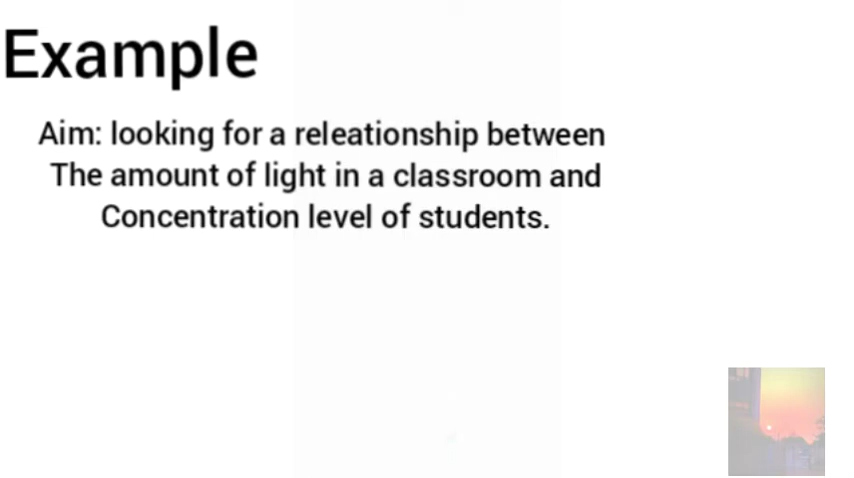 Example
Aim: looking for a releationship between
The amount of light in a classroom and
Concentration level of students.